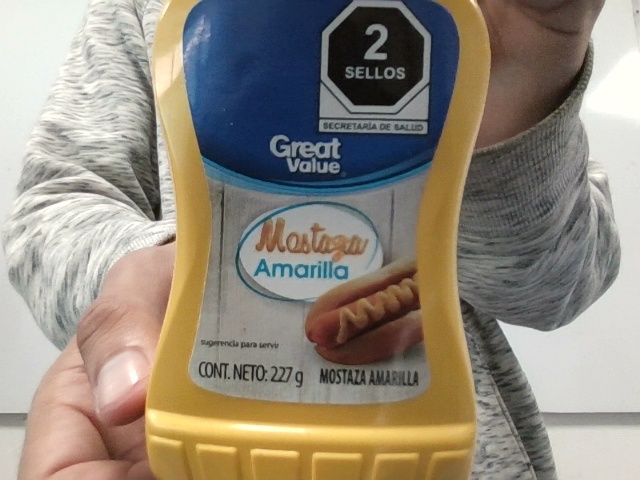 2
SELLOS
SECRETARÍA DE SALUD
Great
Value
Mostaza
Amarilla
sugerencia para servir
CONT. NETO: 227 g MOSTAZA AMARILLA